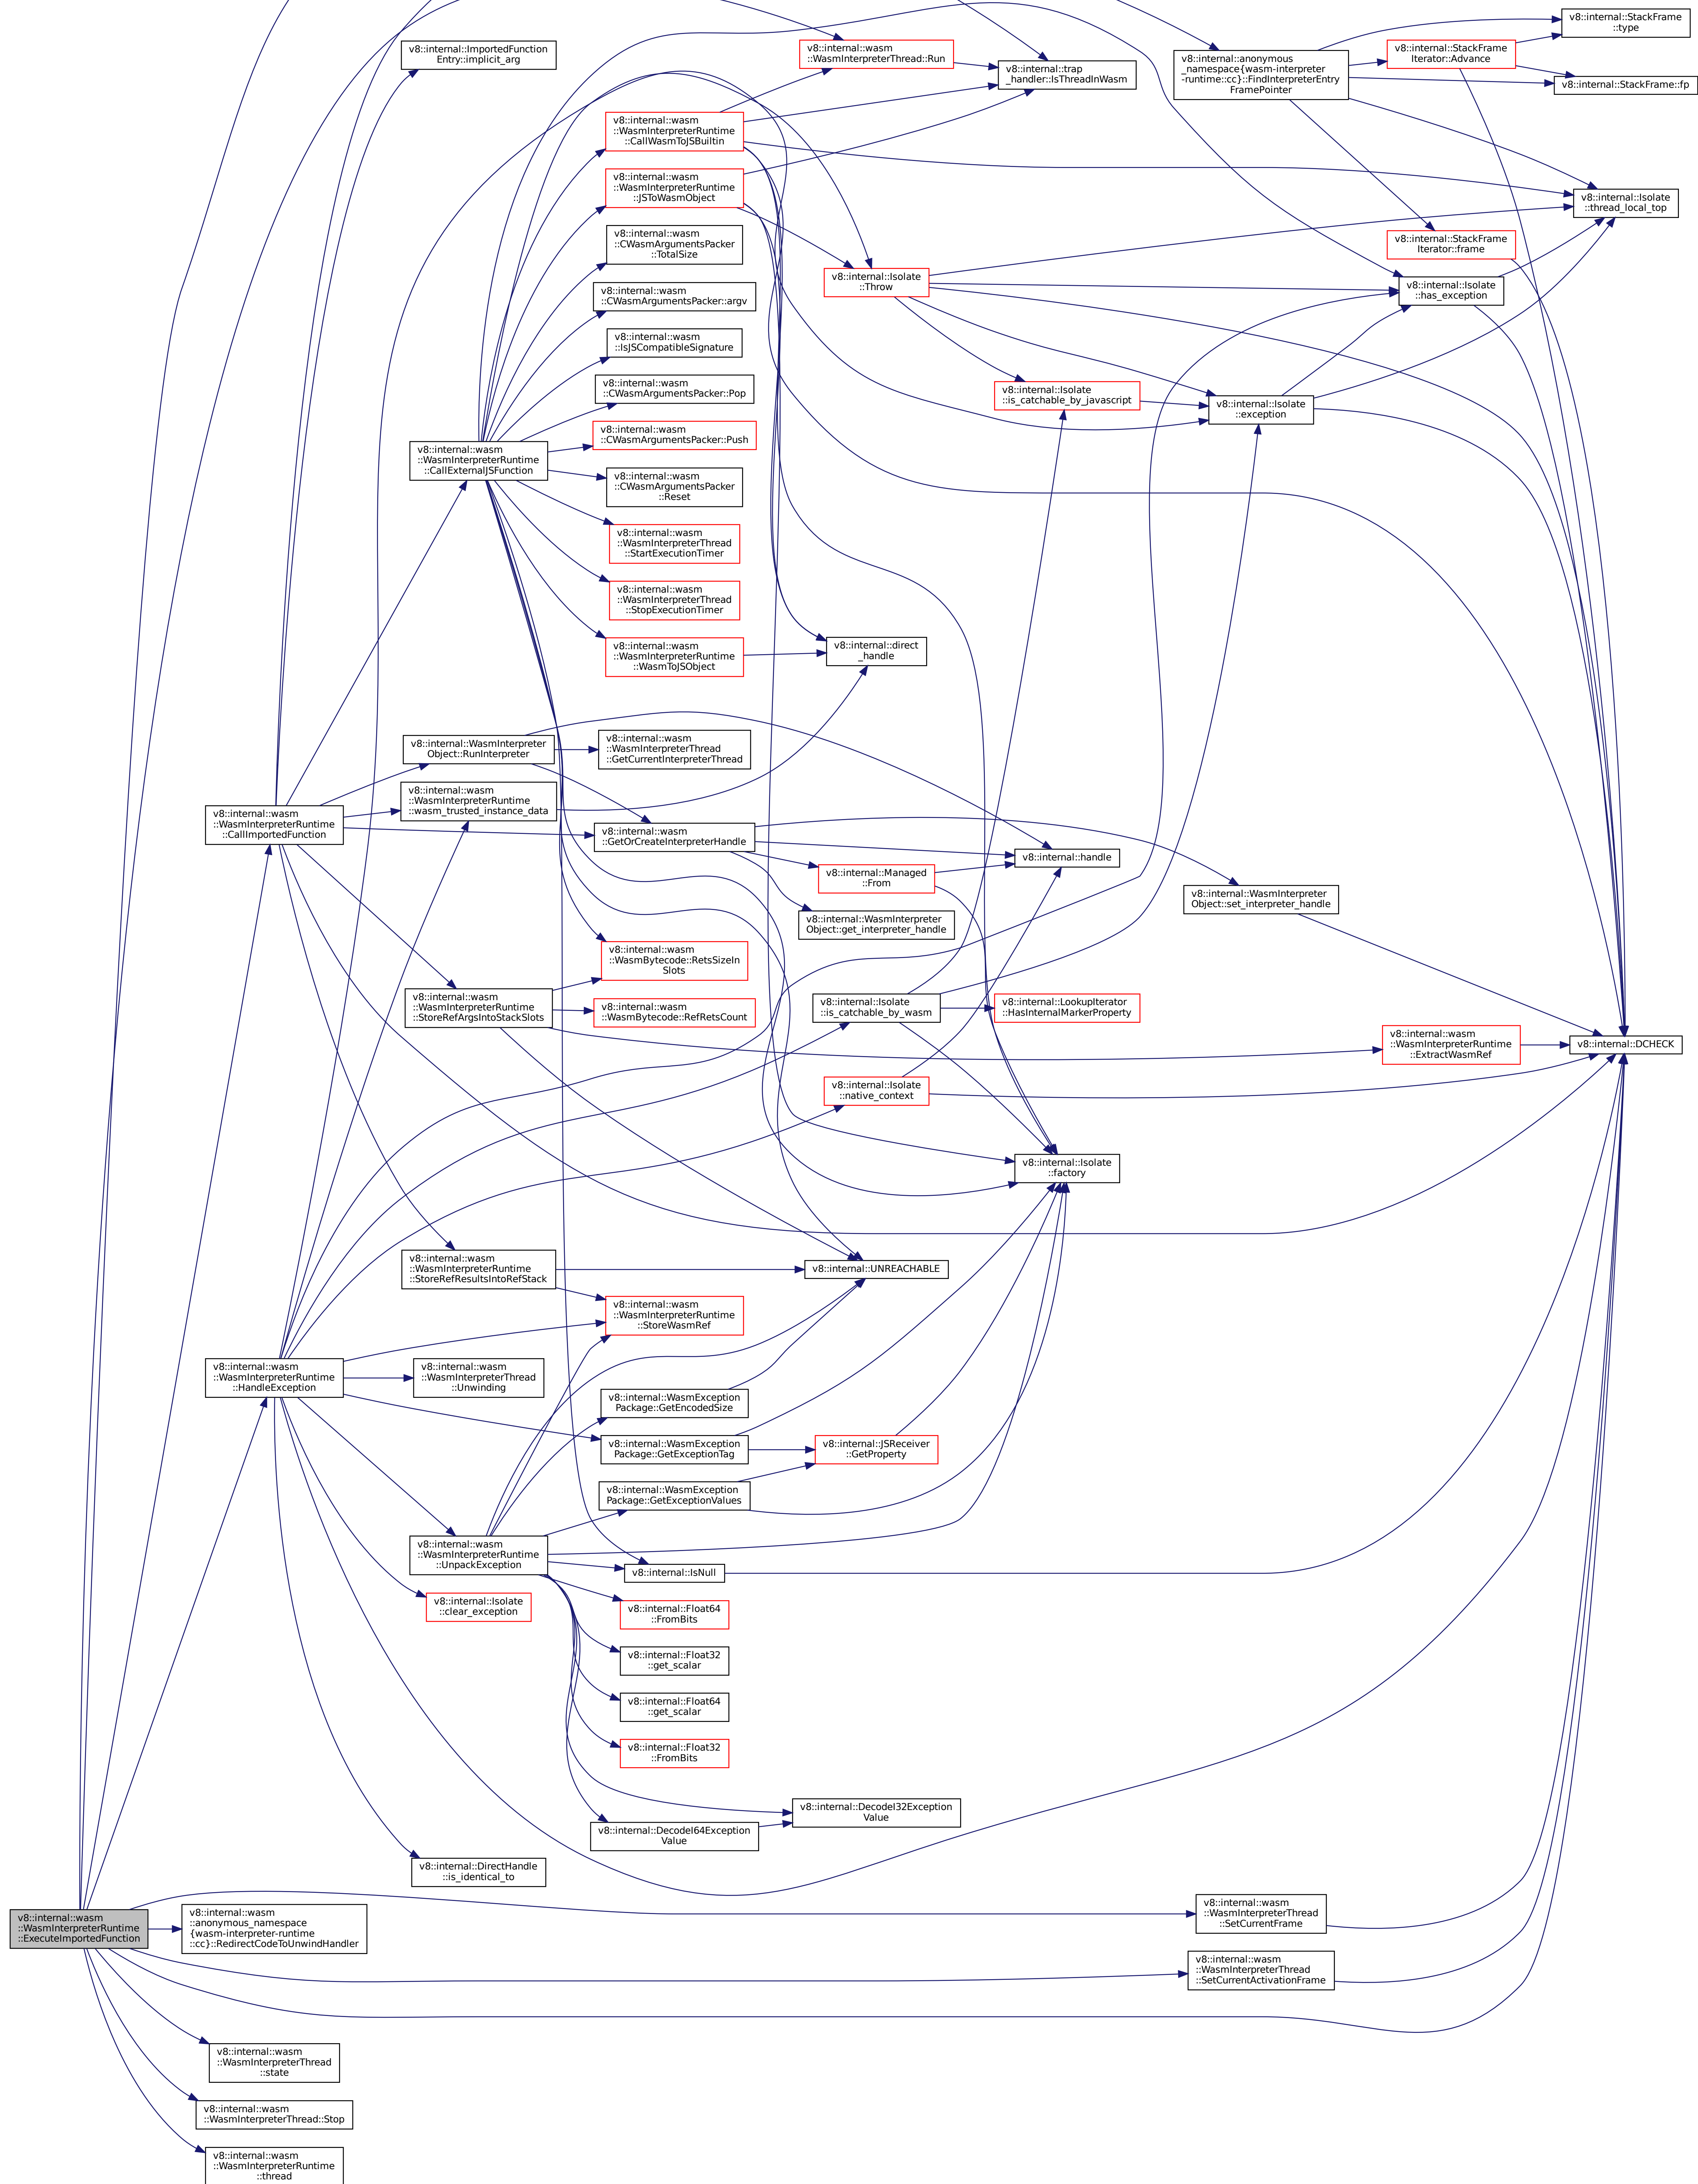 v8::internal::StackFrame
::type
v8::internal::ImportedFunction
Entry::implicit_arg
v8::internal::wasm
::WasmInterpreterThread::Run
v8::internal::StackFrame
Iterator::Advance
v8::internal::anonymous
_namespace{wasm-interpreter
-runtime::cc}::FindInterpreterEntry
FramePointer
v8::internal::trap
_handler::IsThreadInWasm
v8::internal::StackFrame::fp
v8::internal::wasm
::WasmInterpreterRuntime
::CallWasmToJSBuiltin
v8::internal::wasm
::WasmInterpreterRuntime
::JSToWasmObject
v8::internal::Isolate
::thread_local_top
v8::internal::wasm
::CWasmArgumentsPacker
::TotalSize
v8::internal::StackFrame
Iterator::frame
v8::internal::Isolate
::Throw
v8::internal::Isolate
::has_exception
v8::internal::wasm
::CWasmArgumentsPacker::argv
v8::internal::wasm
::IsJSCompatibleSignature
v8::internal::wasm
::CWasmArgumentsPacker::Pop
v8::internal::Isolate
::is_catchable_by_javascript
v8::internal::Isolate
::exception
v8::internal::wasm
::CWasmArgumentsPacker::Push
v8::internal::wasm
::WasmInterpreterRuntime
::CallExternalJSFunction
v8::internal::wasm
::CWasmArgumentsPacker
::Reset
v8::internal::wasm
::WasmInterpreterThread
::StartExecutionTimer
v8::internal::wasm
::WasmInterpreterThread
::StopExecutionTimer
v8::internal::wasm
::WasmInterpreterRuntime
::WasmToJSObject
v8::internal::direct
_handle
v8::internal::WasmInterpreter
Object::RunInterpreter
v8::internal::wasm
::WasmInterpreterThread
::GetCurrentInterpreterThread
v8::internal::wasm
::WasmInterpreterRuntime
::wasm_trusted_instance_data
v8::internal::wasm
::WasmInterpreterRuntime
::CallImportedFunction
v8::internal::wasm
::GetOrCreateInterpreterHandle
v8::internal::handle
v8::internal::Managed
::From
v8::internal::WasmInterpreter
Object::set_interpreter_handle
v8::internal::WasmInterpreter
Object::get_interpreter_handle
v8::internal::wasm
::WasmBytecode::RetsSizeIn
Slots
v8::internal::wasm
::WasmInterpreterRuntime
::StoreRefArgsIntoStackSlots
v8::internal::wasm
::WasmBytecode::RefRetsCount
v8::internal::Isolate
::is_catchable_by_wasm
v8::internal::LookupIterator
::HasInternalMarkerProperty
v8::internal::wasm
::WasmInterpreterRuntime
::ExtractWasmRef
v8::internal::DCHECK
v8::internal::Isolate
::native_context
v8::internal::Isolate
::factory
v8::internal::wasm
::WasmInterpreterRuntime
::StoreRefResultsIntoRefStack
v8::internal::UNREACHABLE
v8::internal::wasm
::WasmInterpreterRuntime
::StoreWasmRef
v8::internal::wasm
::WasmInterpreterRuntime
::HandleException
v8::internal::wasm
::WasmInterpreterThread
::Unwinding
v8::internal::WasmException
Package::GetEncodedSize
v8::internal::WasmException
Package::GetExceptionTag
v8::internal::JSReceiver
::GetProperty
v8::internal::WasmException
Package::GetExceptionValues
v8::internal::wasm
::WasmInterpreterRuntime
::UnpackException
v8::internal::IsNull
v8::internal::Isolate
::clear_exception
v8::internal::Float64
::FromBits
v8::internal::Float32
::get_scalar
v8::internal::Float64
::get_scalar
v8::internal::Float32
::FromBits
v8::internal::DecodeI32Exception
Value
v8::internal::DecodeI64Exception
Value
v8::internal::DirectHandle
::is_identical_to
v8::internal::wasm
::WasmInterpreterRuntime
::ExecuteImportedFunction
v8::internal::wasm
::anonymous_namespace
{wasm-interpreter-runtime
::cc}::RedirectCodeToUnwindHandler
v8::internal::wasm
::WasmInterpreterThread
::SetCurrentFrame
v8::internal::wasm
::WasmInterpreterThread
::SetCurrentActivationFrame
v8::internal::wasm
::WasmInterpreterThread
::state
v8::internal::wasm
::WasmInterpreterThread::Stop
v8::internal::wasm
::WasmInterpreterRuntime
::thread